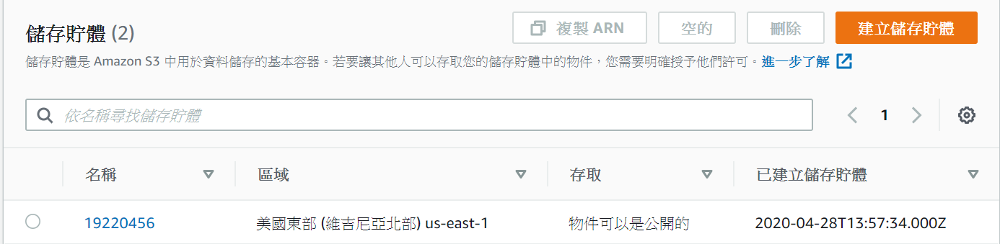 儲存貯體 (2)
複製 ARN
空的
刪除
建立儲存貯體
儲存貯體是 Amazon S3 中用於資料儲存的基本容器。若要讓其他人可以存取您的儲存貯體中的物件，您需要明確授予他們許可。進一步了解
依名稱尋找儲存貯體
1
名稱 區域 存取 已建立儲存貯體
19220456 美國東部 (維吉尼亞北部) us-east-1 物件可以是公開的 2020-04-28T13:57:34.000Z